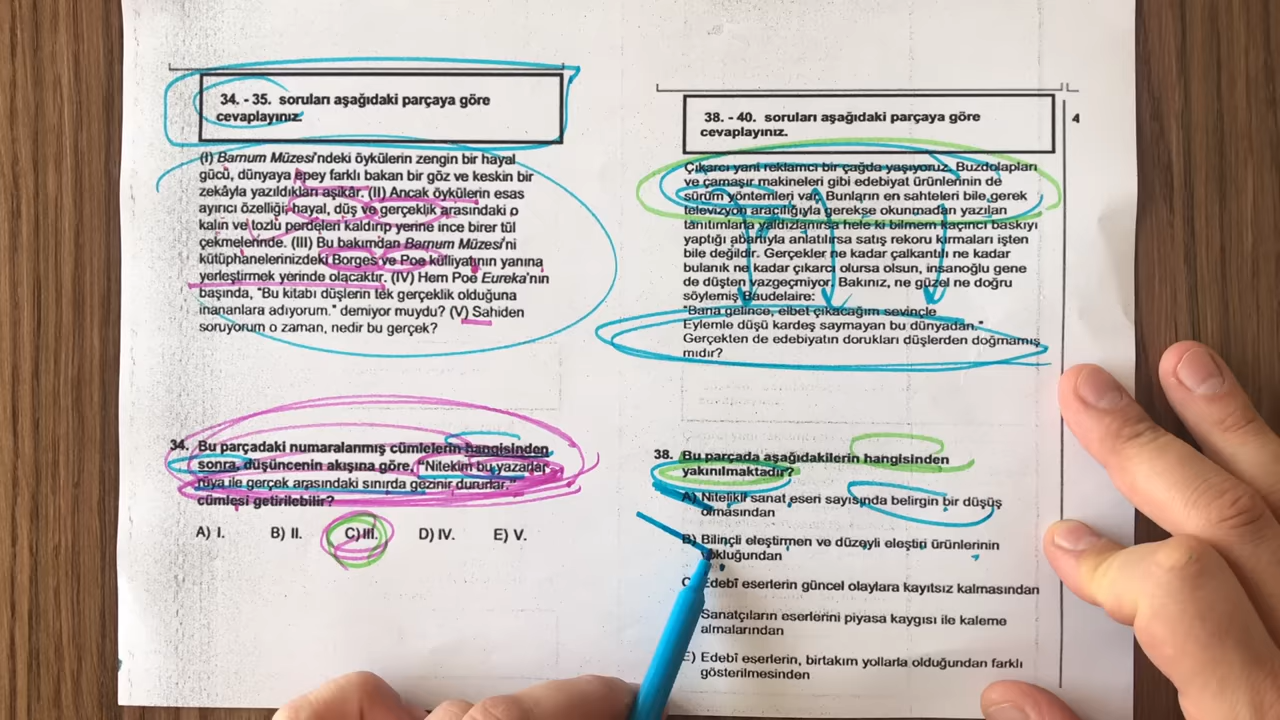 34. - 35. soruları aşağıdaki parçaya göre
cevaplayınız.
(I) Barnum Müzesi'ndeki öykülerin zengin bir hayal
gücü, dünyaya epey farklı bakan bir göz ve keskin bir
zekâyla yazıldıkları aşikâr. (II) Ancak öykülerin esas
ayırıcı özelliği, hayal, düş ve gerçeklik arasındaki o
kalın ve tozlu perdeleri kaldırıp yerine ince birer tül
çekmelerinde. (III) Bu bakımdan Barnum Müzesi'ni
kütüphanelerinizdeki Borges ve Poe külliyatının yanına
yerleştirmek yerinde olacaktır. (IV) Hem Poe Eureka'nın
başında, "Bu kitabı düşlerin tek gerçeklik olduğuna
inananlara adıyorum." demiyor muydu? (V) Sahiden
soruyorum o zaman, nedir bu gerçek?
34. Bu parçadaki numaralanmış cümlelerin hangisinden
sonra, düşüncenin akışına göre, "Nitekim bu yazarlar
rüya ile gerçek arasındaki sınırda gezinir dururlar."
cümlesi getirilebilir?
A) I. B) II. C) III. D) IV. E) V.
38. - 40. soruları aşağıdaki parçaya göre
cevaplayınız.
Çıkarcı yani reklamcı bir çağda yaşıyoruz. Buzdolapları
ve çamaşır makineleri gibi edebiyat ürünlerinin de
sürüm yöntemleri var. Bunların en sahteleri bile gerek
televizyon aracılığıyla gerekse okunmadan yazılan
tanıtımlarla yaldızlanırsa hele ki bilmem kaçıncı baskıyı
yaptığı abartıyla anlatılırsa satış rekoru kırmaları işten
bile değildir. Gerçekler ne kadar çalkantılı ne kadar
bulanık ne kadar çıkarcı olursa olsun, insanoğlu gene
de düşten vazgeçmiyor. Bakınız, ne güzel ne doğru
söylemiş Baudelaire:
"Bana gelince, elbet çıkacağım sevinçle
Eylemle düşü kardeş saymayan bu dünyadan."
Gerçekten de edebiyatın dorukları düşlerden doğmamış
mıdır?
4
38. Bu parçada aşağıdakilerin hangisinden
yakınılmaktadır?
A) Nitelikli sanat eseri sayısında belirgin bir düşüş
olmasından
B) Bilinçli eleştirmen ve düzeyli eleştiri ürünlerinin
okluğundan
C Edebî eserlerin güncel olaylara kayıtsız kalmasından
Sanatçıların eserlerini piyasa kaygısı ile kaleme
almalarından
E) Edebî eserlerin, birtakım yollarla olduğundan farklı
gösterilmesinden